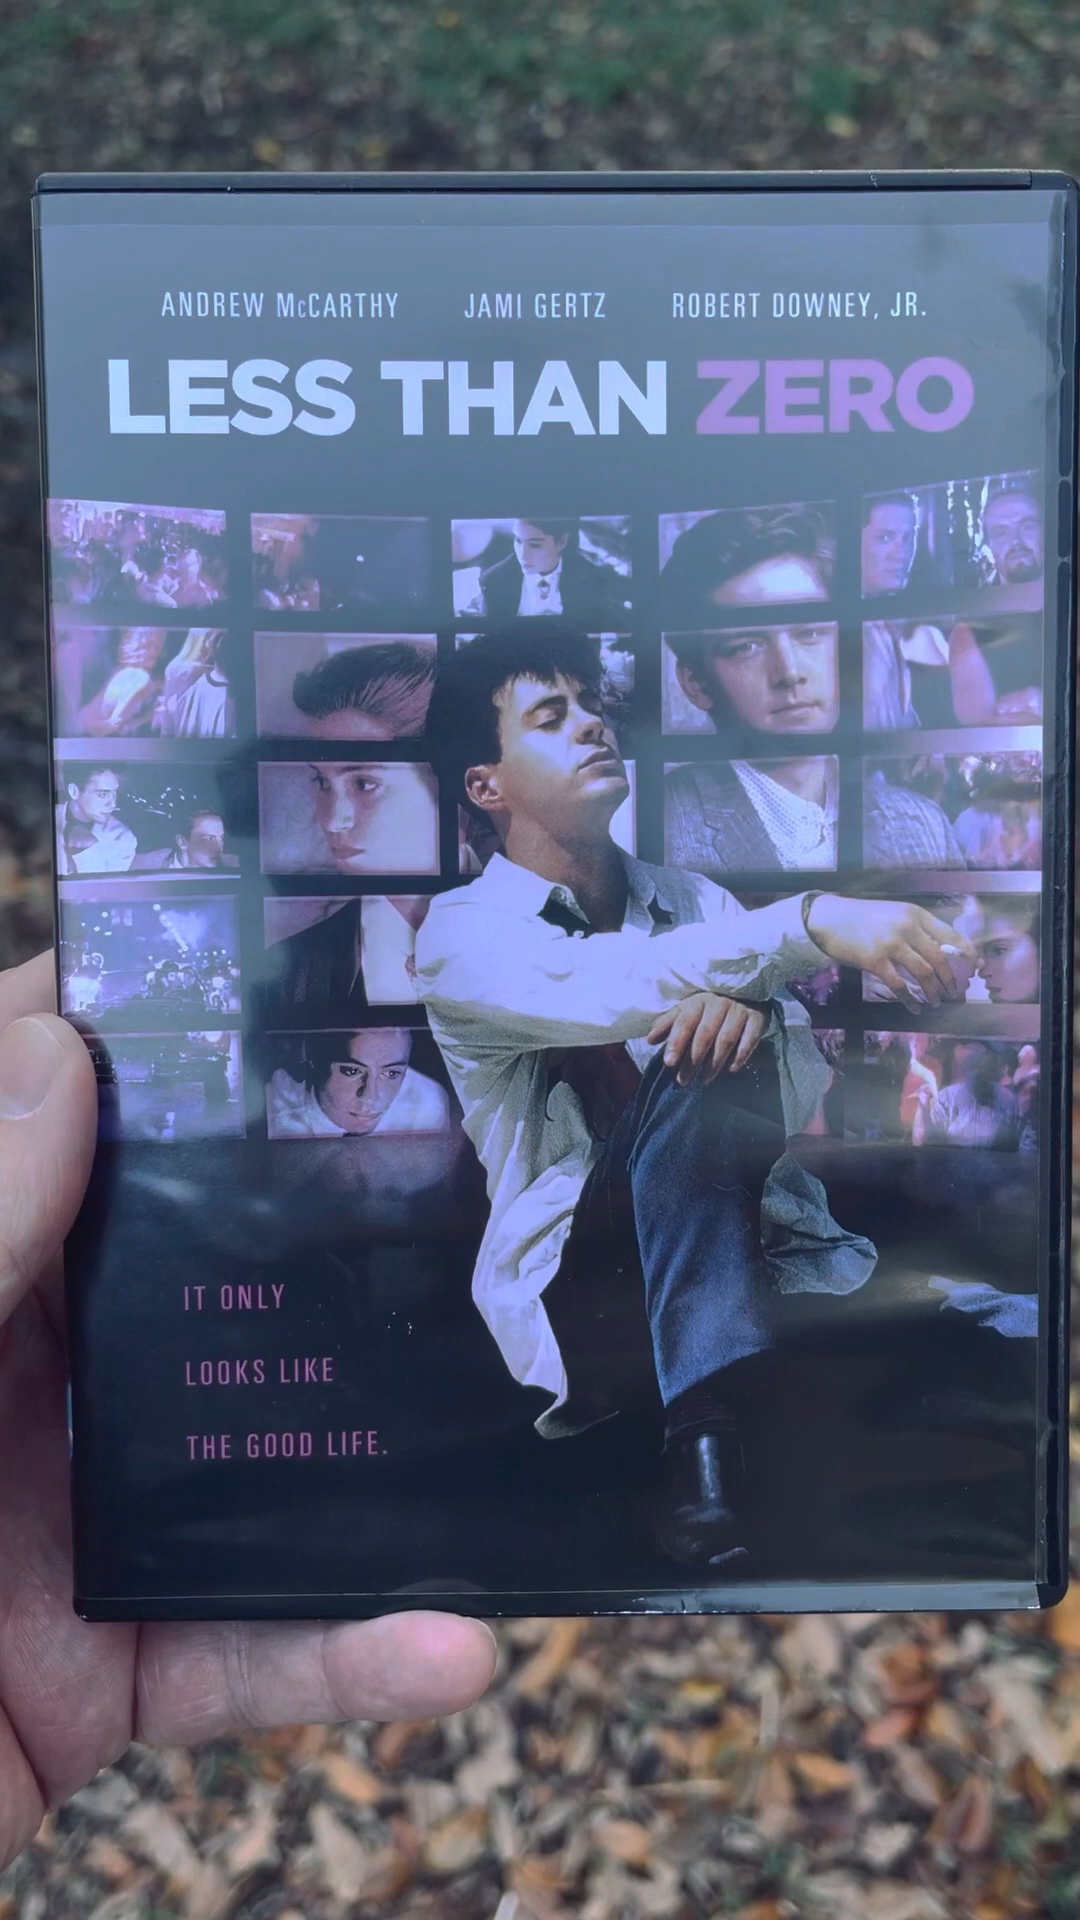 ANDREW McCARTHY JAMI GERTZ ROBERT DOWNEY, JR.
LESS THAN ZERO
IT ONLY
LOOKS LIKE
THE GOOD LIFE.